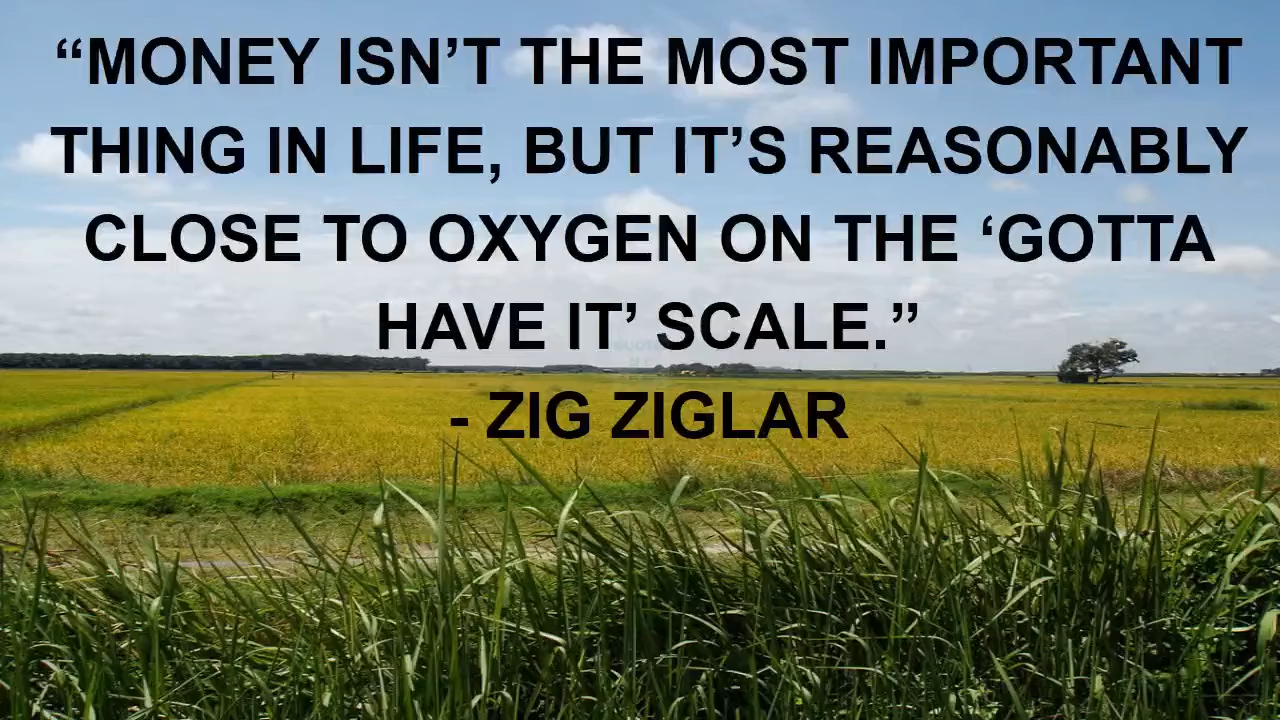 “MONEY ISN’T THE MOST IMPORTANT
THING IN LIFE, BUT IT’S REASONABLY
CLOSE TO OXYGEN ON THE ‘GOTTA
HAVE IT’ SCALE.”
- ZIG ZIGLAR